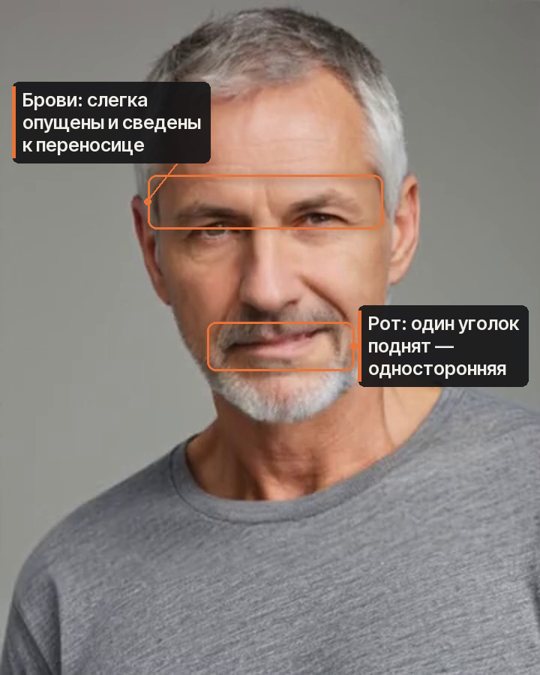 Брови: слегка
опущены и сведены
к переносице
Рот: один уголок
поднят —
односторонняя